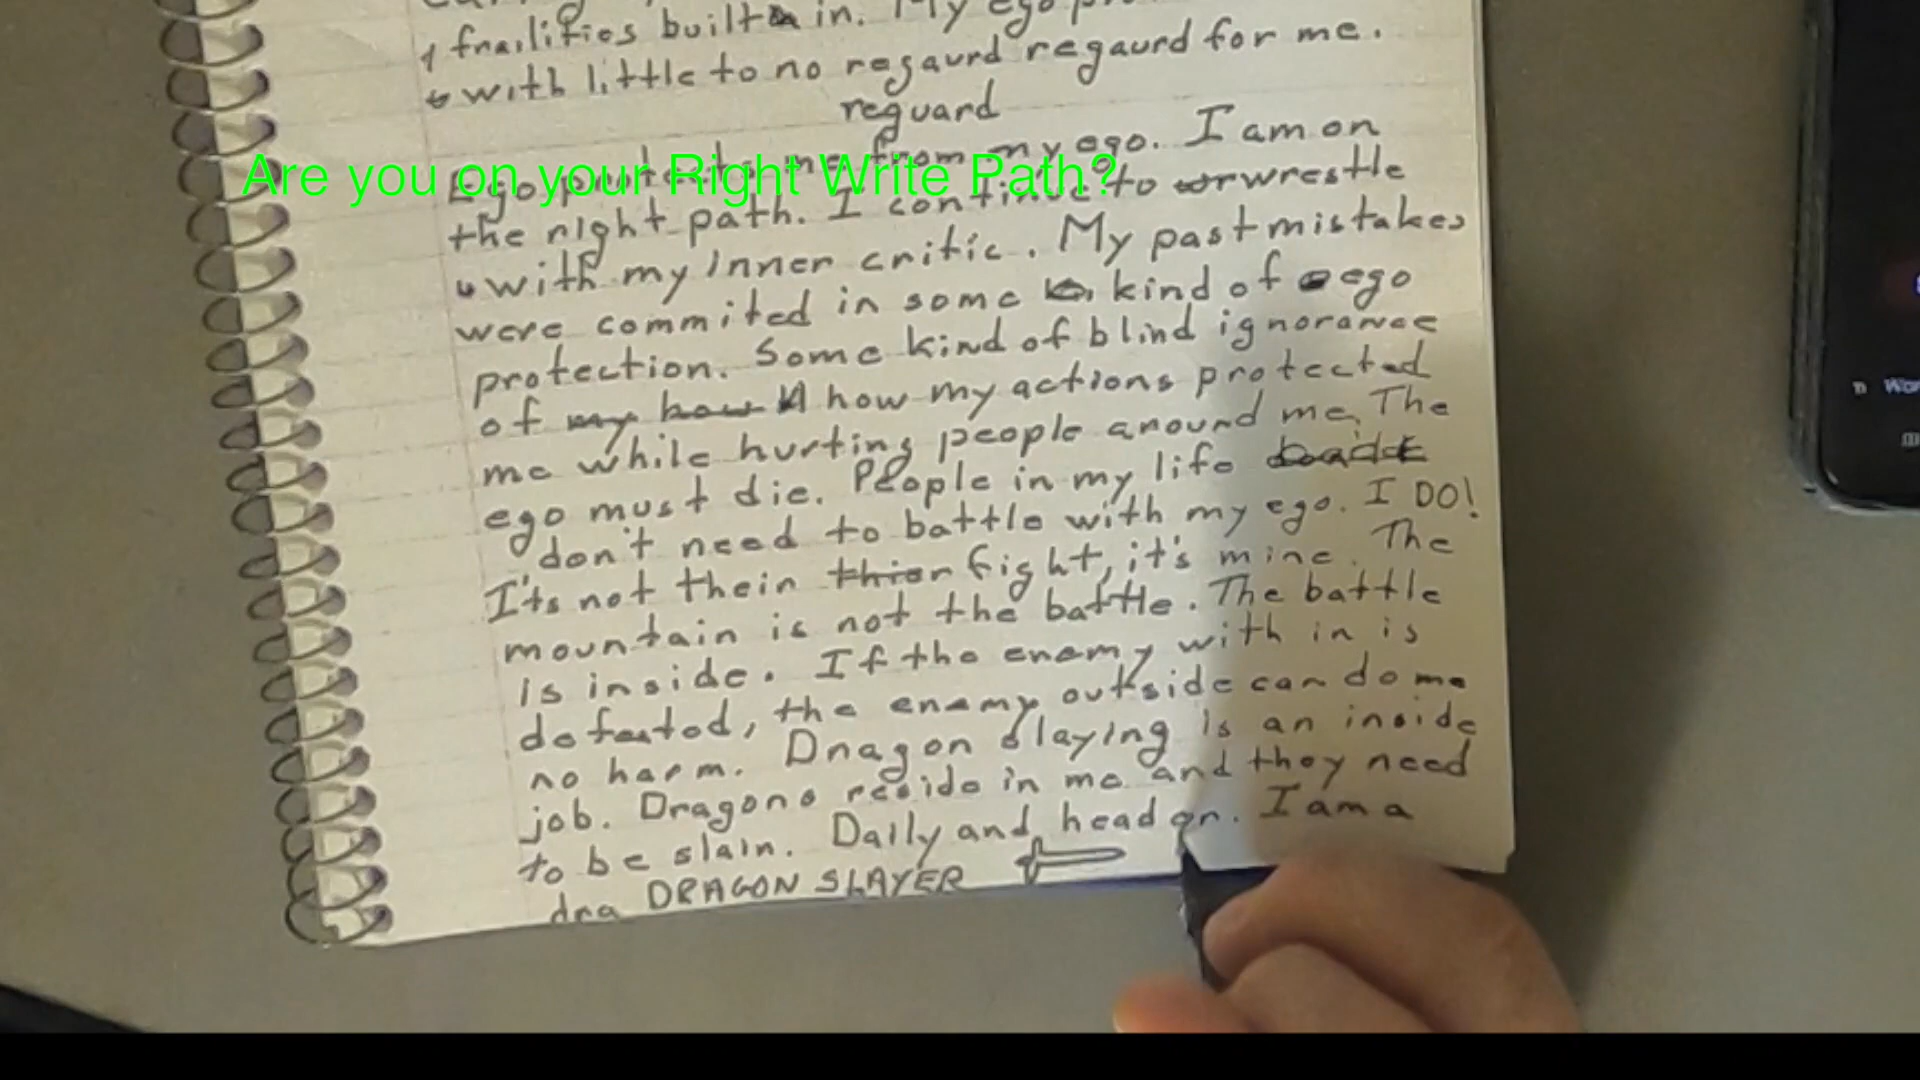 frailities built in. My ego
with little to no regaurd regaurd for me.
reguard
Are you on your Right Write Path?
Ego protects me from my ego. I am on
the right path. I continue to wrestle
with my inner critic. My past mistakes
were commited in some kind of ego
protection. Some kind of blind ignorance
of my how how my actions protected
me while hurting people around me. The
ego must die. People in my life
don't need to battle with my ego. I DO!
It's not their thier fight, it's mine. The
mountain is not the battle. The battle
is inside. If the enemy with in is
defeated, the enemy outside can do me
no harm. Dragon slaying is an inside
job. Dragons reside in me and they need
to be slain. Daily and head on. I am a
dra DRAGON SLAYER